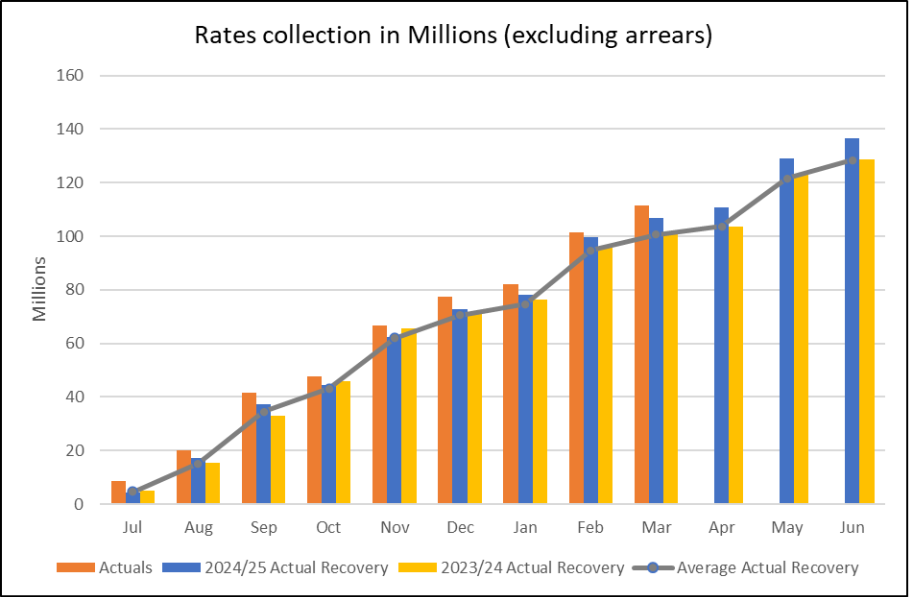 Rates collection in Millions (excluding arrears)
160
140
120
100
80
60
40
20
0
Millions
Jul Aug Sep Oct Nov Dec Jan Feb Mar Apr May Jun
Actuals 2024/25 Actual Recovery 2023/24 Actual Recovery Average Actual Recovery